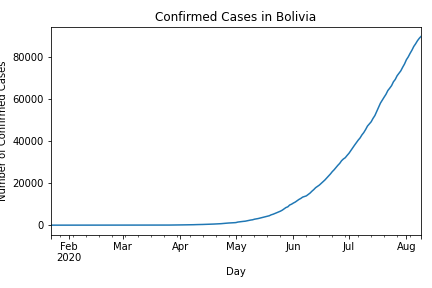 Confirmed Cases in Bolivia
Number of Confirmed Cases
80000
60000
40000
20000
0
Feb Mar Apr May Jun Jul Aug
2020
Day